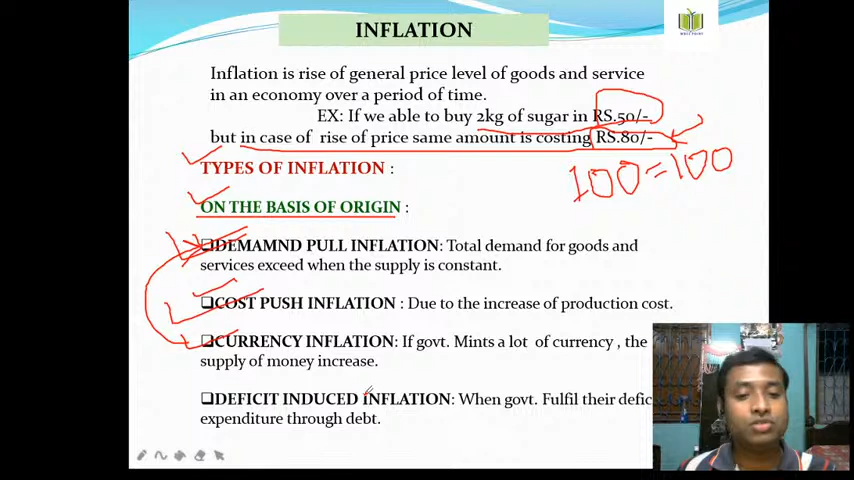 INFLATION
Inflation is rise of general price level of goods and service
in an economy over a period of time.
EX: If we able to buy 2kg of sugar in RS.50/-
but in case of rise of price same amount is costing RS.80/-
100=100
TYPES OF INFLATION :
ON THE BASIS OF ORIGIN :
DEMAMND PULL INFLATION: Total demand for goods and
services exceed when the supply is constant.
COST PUSH INFLATION : Due to the increase of production cost.
CURRENCY INFLATION: If govt. Mints a lot of currency , the
supply of money increase.
DEFICIT INDUCED INFLATION: When govt. Fulfil their defic
expenditure through debt.